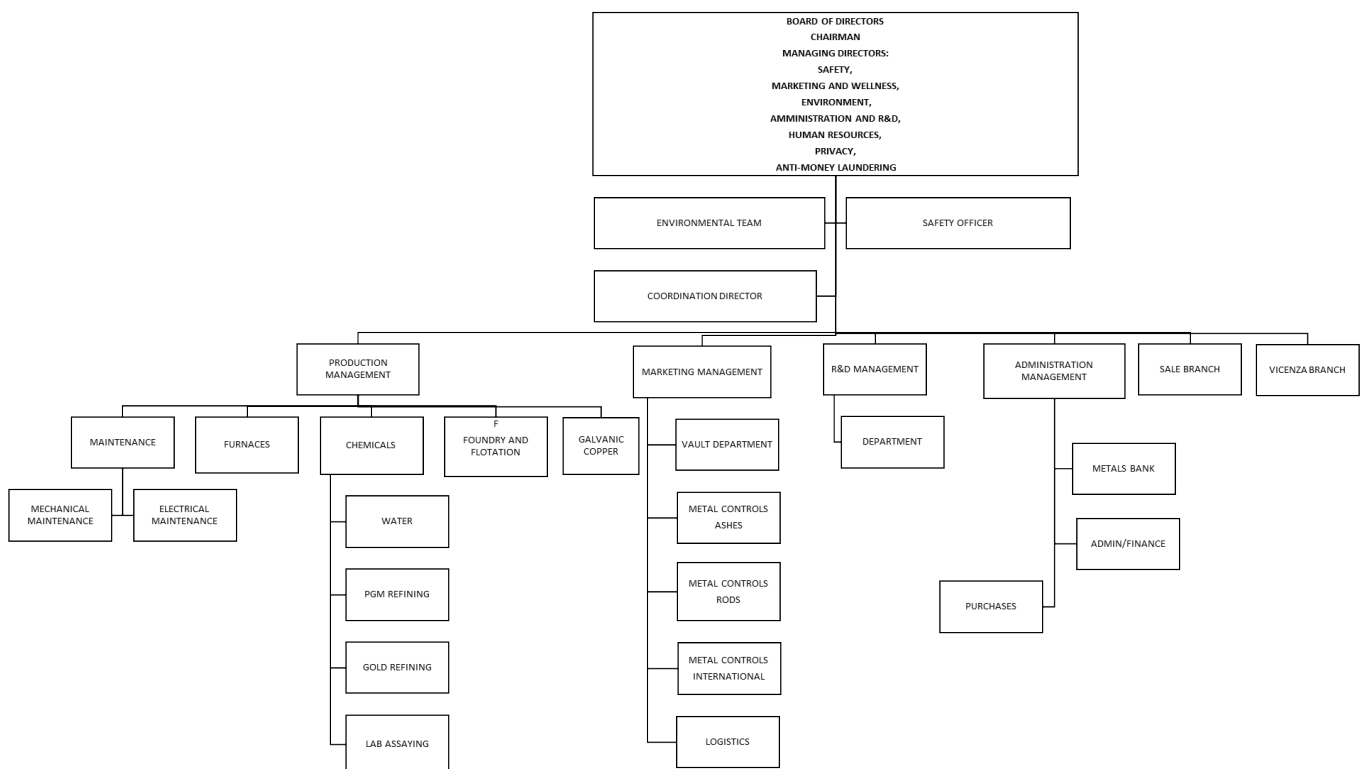 BOARD OF DIRECTORS
CHAIRMAN
MANAGING DIRECTORS:
SAFETY,
MARKETING AND WELLNESS,
ENVIRONMENT,
AMMINISTRATION AND R&D,
HUMAN RESOURCES,
PRIVACY,
ANTI-MONEY LAUNDERING
ENVIRONMENTAL TEAM
SAFETY OFFICER
COORDINATION DIRECTOR
PRODUCTION
MANAGEMENT
MARKETING MANAGEMENT
R&D MANAGEMENT
ADMINISTRATION
MANAGEMENT
SALE BRANCH
VICENZA BRANCH
MAINTENANCE
FURNACES
CHEMICALS
F
FOUNDRY AND
FLOTATION
GALVANIC
COPPER
VAULT DEPARTMENT
DEPARTMENT
METALS BANK
MECHANICAL
MAINTENANCE
ELECTRICAL
MAINTENANCE
WATER
METAL CONTROLS
ASHES
ADMIN/FINANCE
PGM REFINING
METAL CONTROLS
RODS
PURCHASES
GOLD REFINING
METAL CONTROLS
INTERNATIONAL
LAB ASSAYING
LOGISTICS